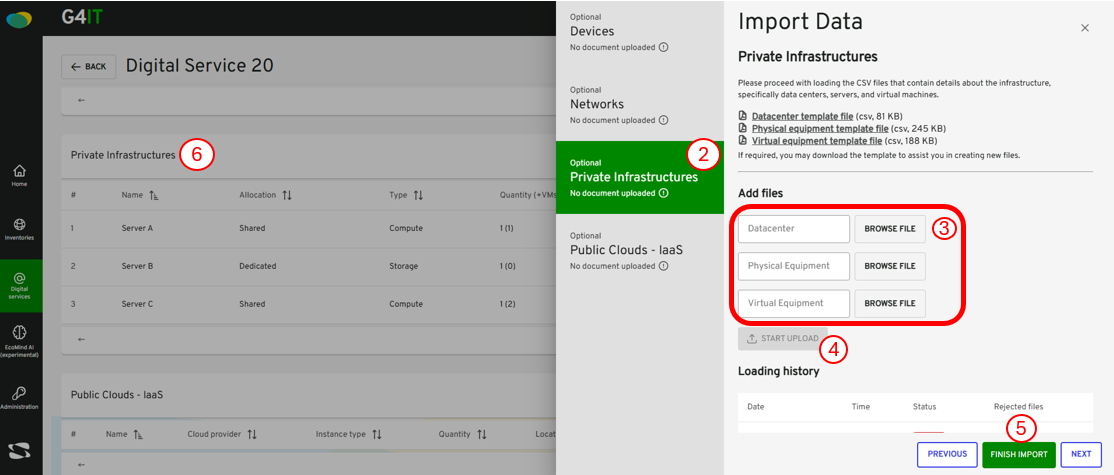 G4IT
Home
Inventories
Digital
services
EcoMind AI
(experimental)
Administration
← BACK
Digital Service 20
←
Private Infrastructures
6
# Name Allocation Type Quantity (+VMs
1 Server A Shared Compute 1 (1)
2 Server B Dedicated Storage 1 (0)
3 Server C Shared Compute 1 (2)
←
Public Clouds - IaaS
# Name Cloud provider Instance type Quantity Locat
←
Optional
Devices
No document uploaded
Optional
Networks
No document uploaded
2
Optional
Private Infrastructures
No document uploaded
Optional
Public Clouds - IaaS
No document uploaded
Import Data
×
Private Infrastructures
Please proceed with loading the CSV files that contain details about the infrastructure,
specifically data centers, servers, and virtual machines.
Datacenter template file (csv, 81 KB)
Physical equipment template file (csv, 245 KB)
Virtual equipment template file (csv, 188 KB)
If required, you may download the template to assist you in creating new files.
Add files
Datacenter BROWSE FILE 3
Physical Equipment BROWSE FILE
Virtual Equipment BROWSE FILE
START UPLOAD 4
Loading history
Date Time Status Rejected files
5
PREVIOUS FINISH IMPORT NEXT